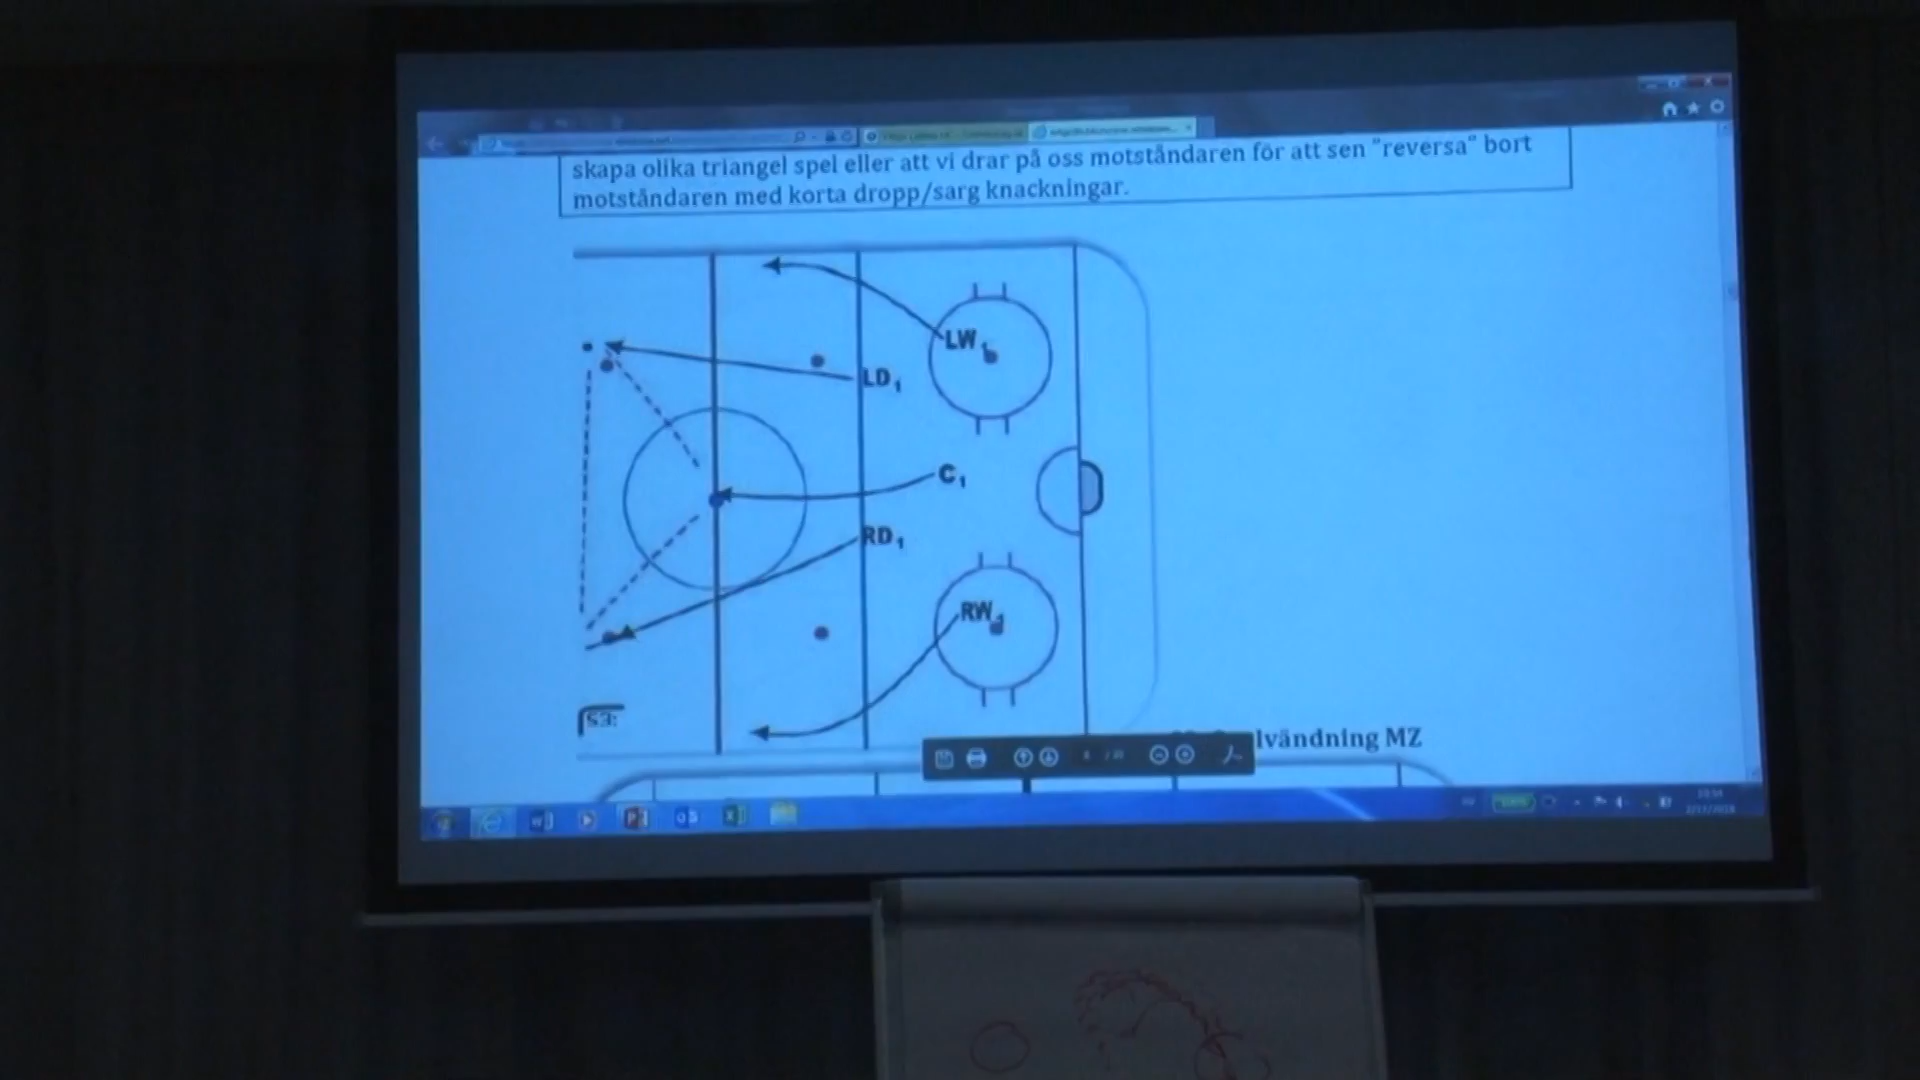 skapa olika triangel spel eller att vi drar på oss motståndaren för att sen "reversa" bort
motståndaren med korta dropp/sarg knackningar.
LW1
LD1
C1
RD1
RW1
S3:
lvändning MZ